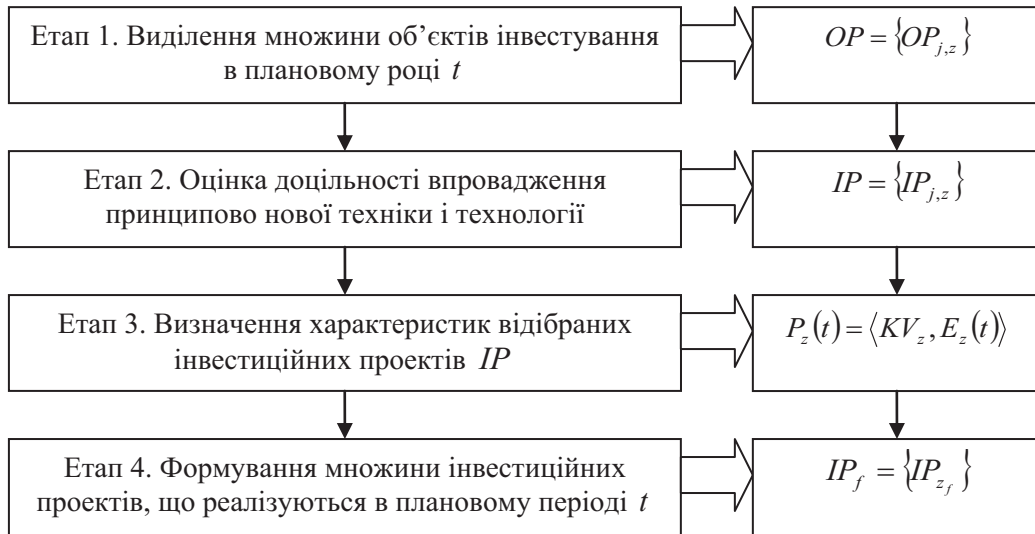 Етап 1. Виділення множини об’єктів інвестування
в плановому році t
OP = {OP_{j,z}}
Етап 2. Оцінка доцільності впровадження
принципово нової техніки і технології
IP = {IP_{j,z}}
Етап 3. Визначення характеристик відібраних
інвестиційних проектів IP
P_z(t) = ⟨KV_z, E_z(t)⟩
Етап 4. Формування множини інвестиційних
проектів, що реалізуються в плановому періоді t
IP_f = {IP_{z_f}}